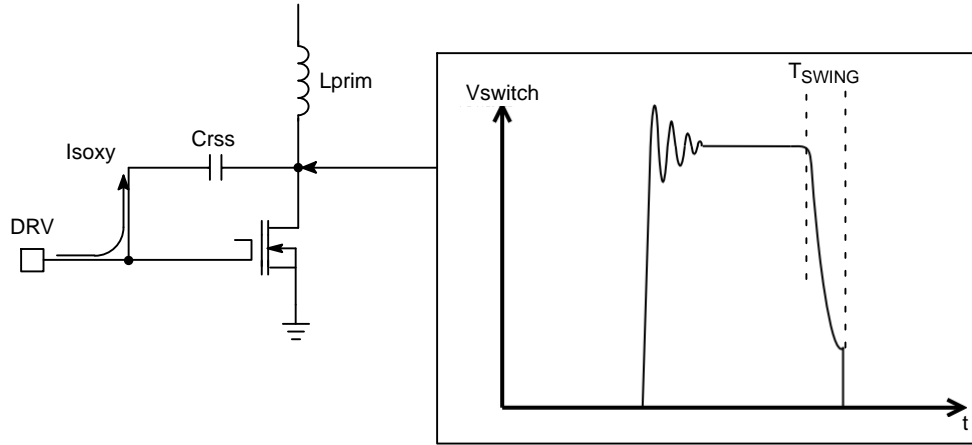 Lprim
Crss
Isoxy
DRV
TSWING
Vswitch
t